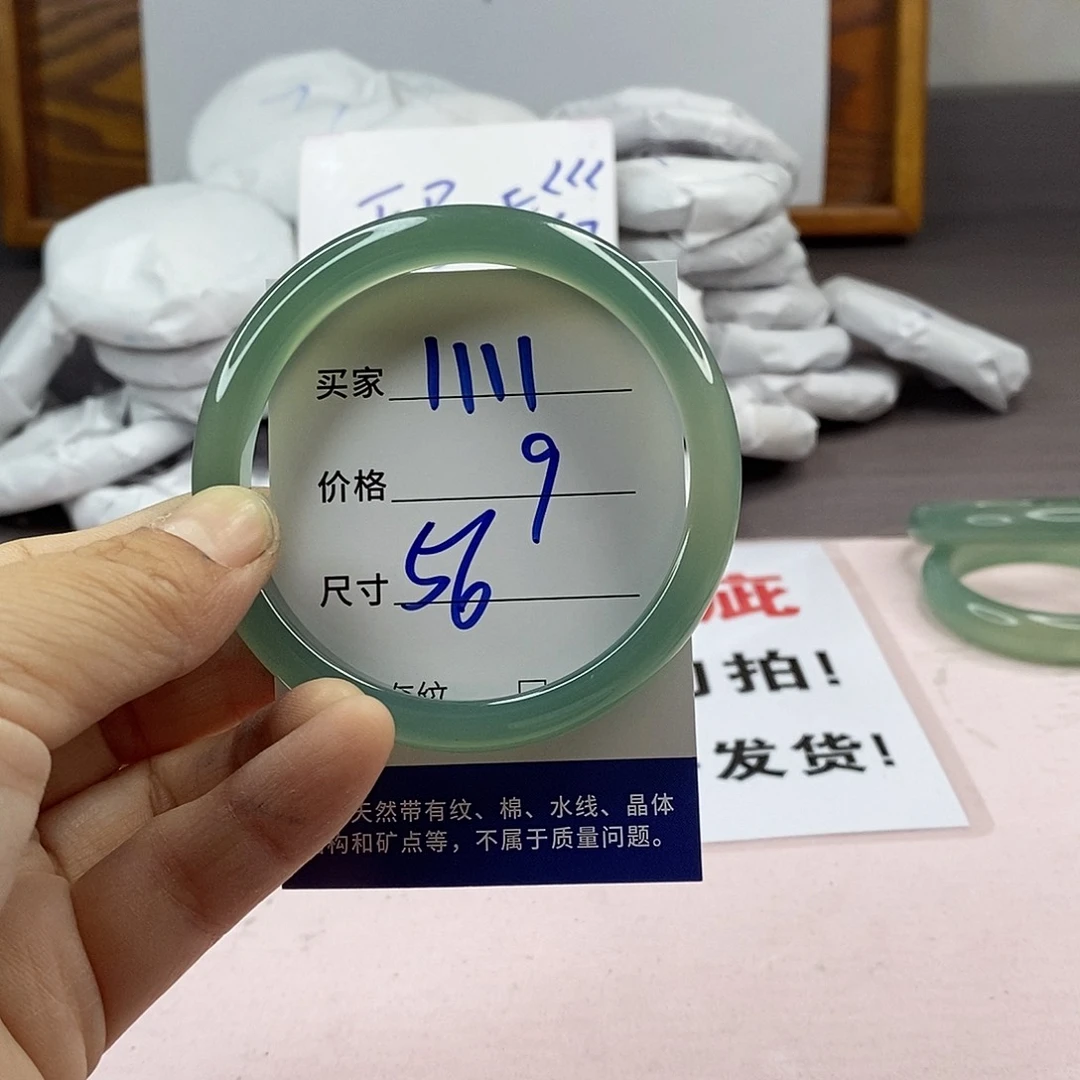 买家 1111
价格 9
尺寸 56
天然带有纹、棉、水线、晶体
构和矿点等，不属于质量问题。
疵
拍!
发货!